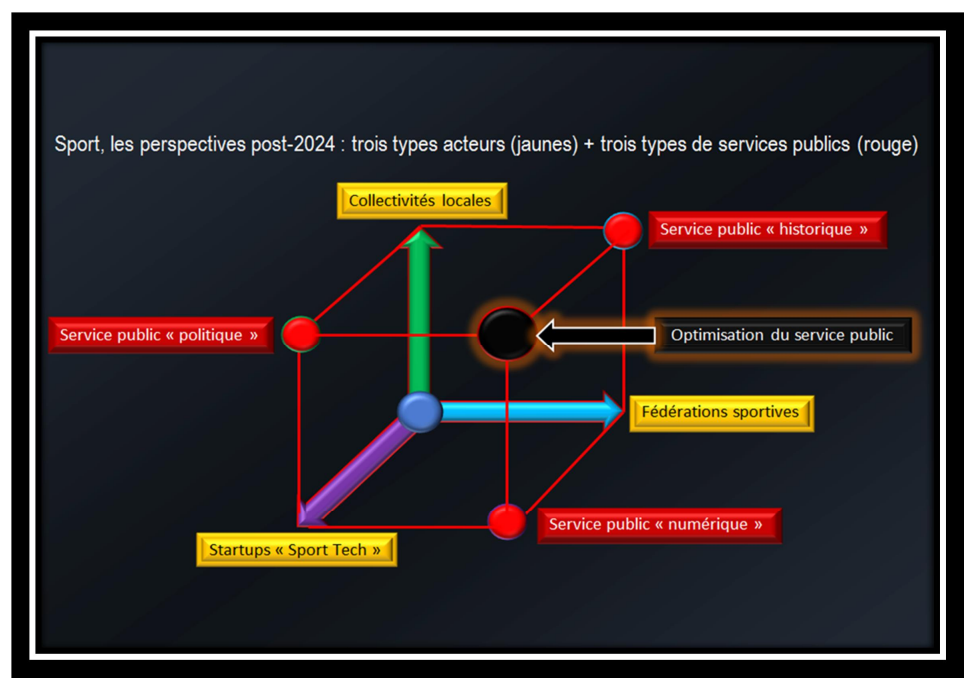 Sport, les perspectives post-2024 : trois types acteurs (jaunes) + trois types de services publics (rouge)
Collectivités locales
Service public « historique »
Service public « politique »
Optimisation du service public
Fédérations sportives
Service public « numérique »
Startups « Sport Tech »